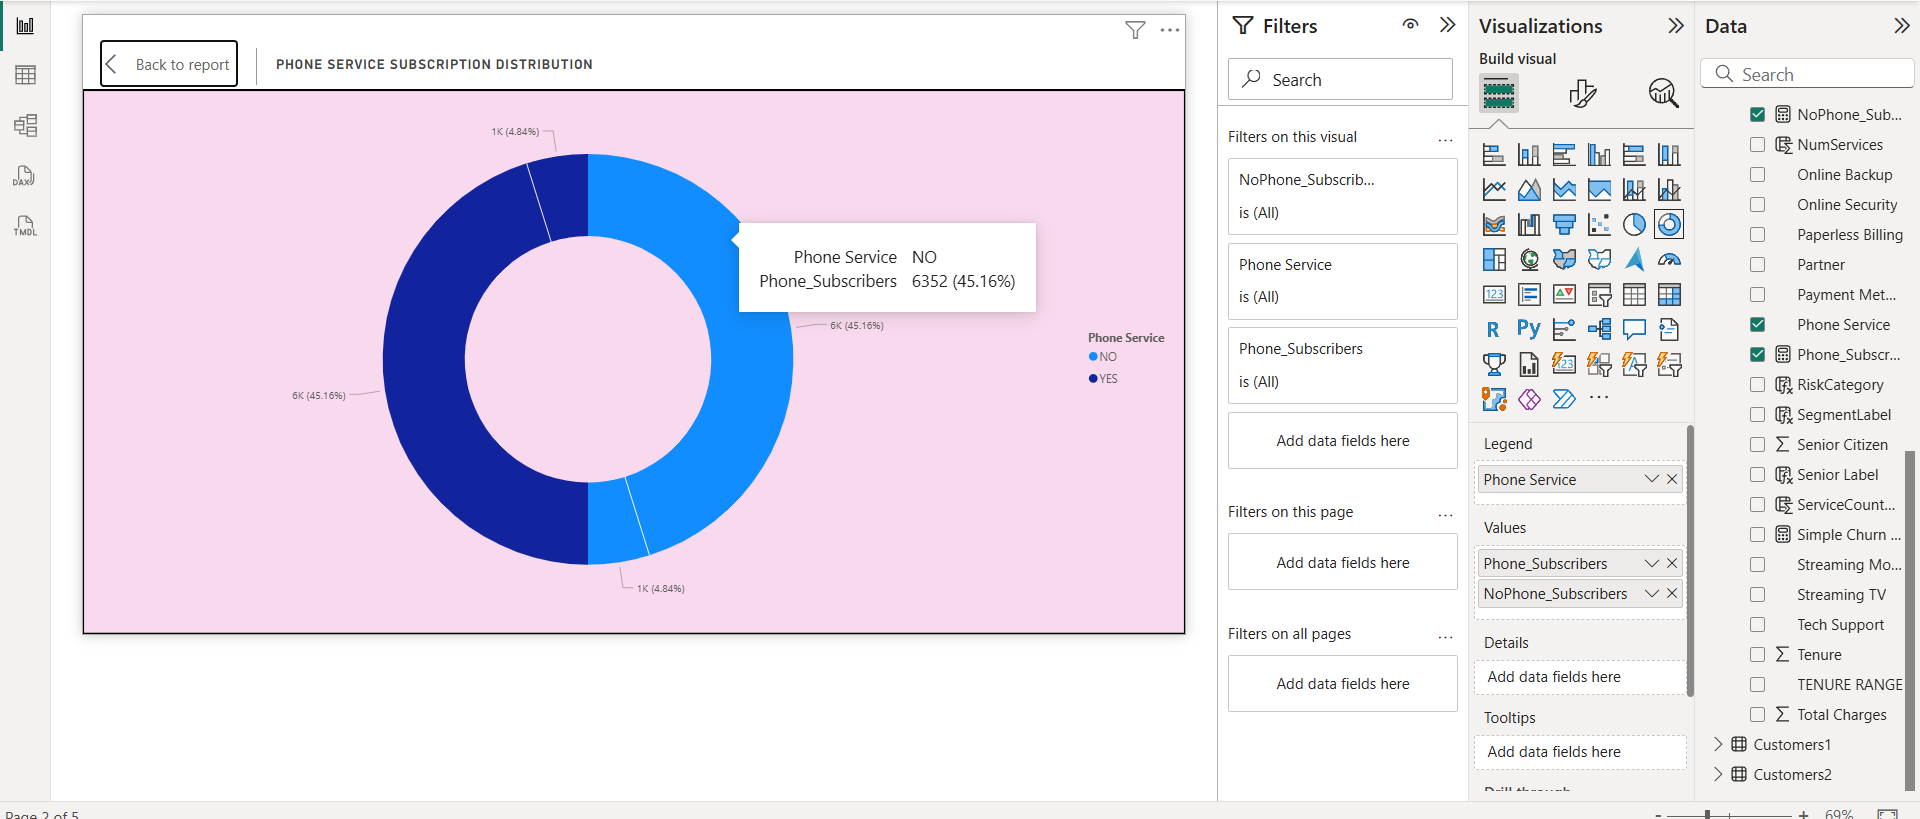 Back to report
PHONE SERVICE SUBSCRIPTION DISTRIBUTION
1K (4.84%)
Phone Service NO
Phone_Subscribers 6352 (45.16%)
6K (45.16%)
Phone Service
NO
YES
6K (45.16%)
1K (4.84%)
DAX
TMDL
Page 2 of 5
Filters
Search
Filters on this visual
NoPhone_Subscrib...
is (All)
Phone Service
is (All)
Phone_Subscribers
is (All)
Add data fields here
Filters on this page
Add data fields here
Filters on all pages
Add data fields here
Visualizations
Build visual
123
R Py
123
Legend
Phone Service
Values
Phone_Subscribers
NoPhone_Subscribers
Details
Add data fields here
Tooltips
Add data fields here
Drill through
Data
Search
NoPhone_Sub...
NumServices
Online Backup
Online Security
Paperless Billing
Partner
Payment Met...
Phone Service
Phone_Subscr...
RiskCategory
SegmentLabel
Senior Citizen
Senior Label
ServiceCount...
Simple Churn ...
Streaming Mo...
Streaming TV
Tech Support
Tenure
TENURE RANGE
Total Charges
Customers1
Customers2
- + 69%